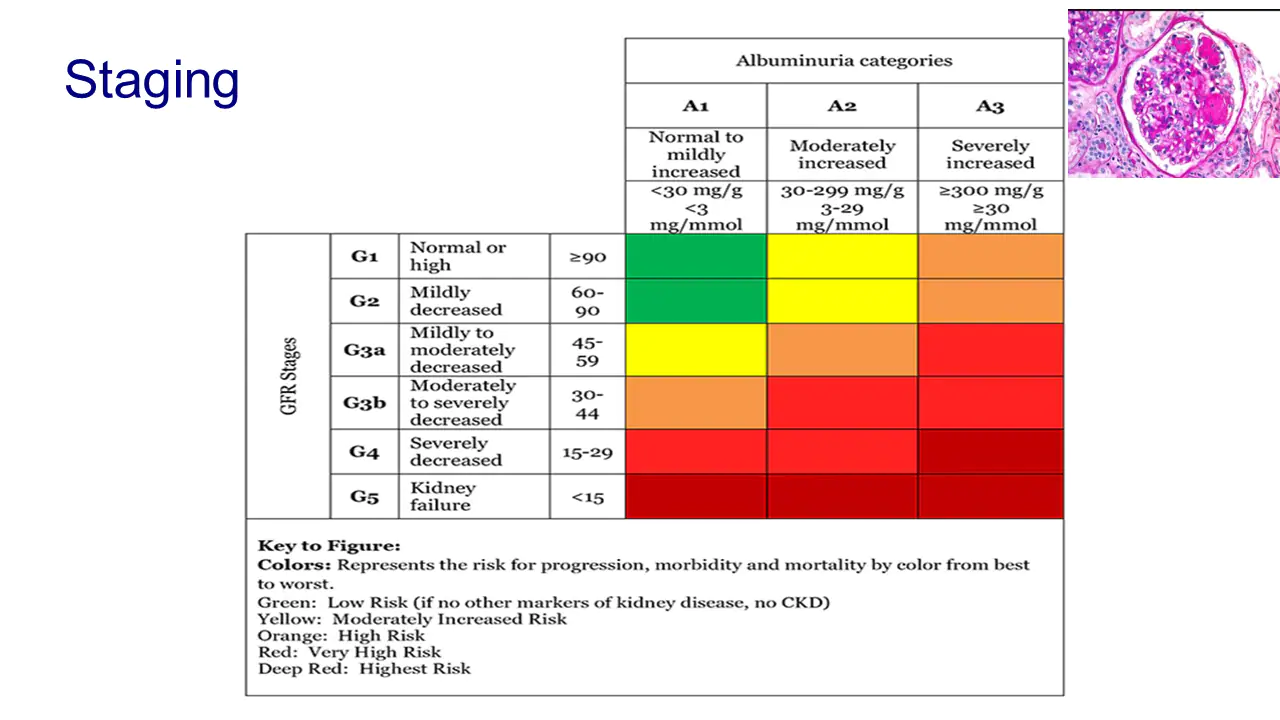 Staging
Albuminuria categories
A1
A2
A3
Normal to
mildly
increased
Moderately
increased
Severely
increased
<30 mg/g
<3
mg/mmol
30-299 mg/g
3-29
mg/mmol
≥300 mg/g
≥30
mg/mmol
GFR Stages
G1
Normal or
high
≥90
G2
Mildly
decreased
60-
90
G3a
Mildly to
moderately
decreased
45-
59
G3b
Moderately
to severely
decreased
30-
44
G4
Severely
decreased
15-29
G5
Kidney
failure
<15
Key to Figure:
Colors: Represents the risk for progression, morbidity and mortality by color from best
to worst.
Green: Low Risk (if no other markers of kidney disease, no CKD)
Yellow: Moderately Increased Risk
Orange: High Risk
Red: Very High Risk
Deep Red: Highest Risk